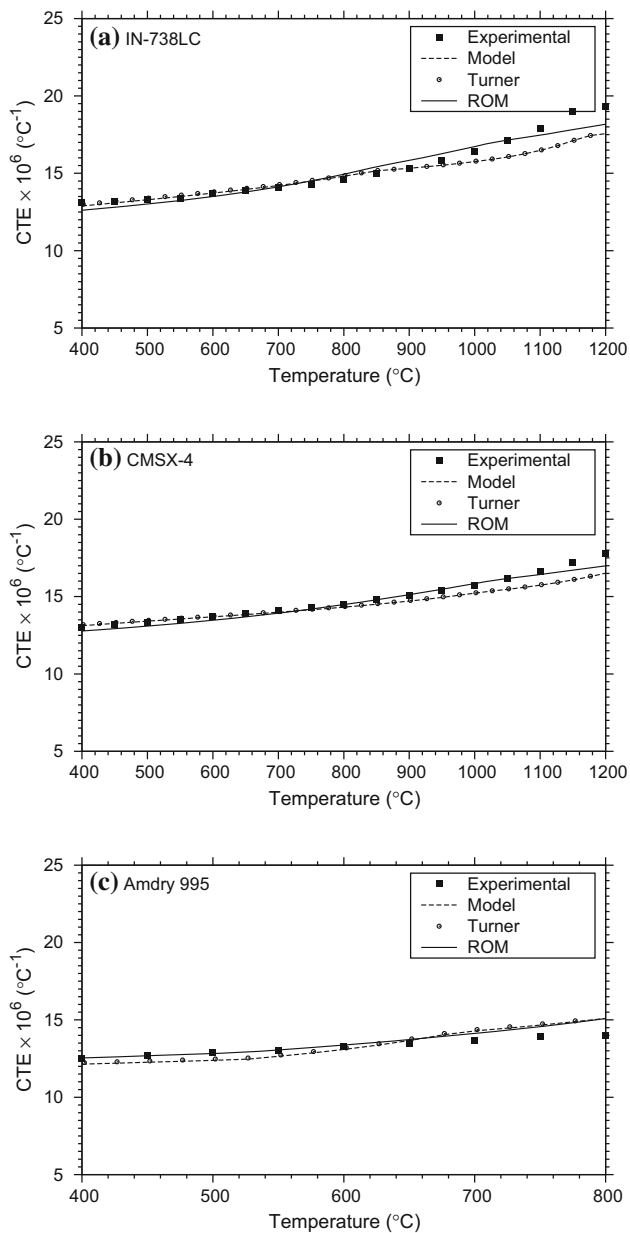 (a) IN-738LC
Experimental
Model
Turner
ROM
25
20
15
10
5
CTE × 10⁶ (°C⁻¹)
400 500 600 700 800 900 1000 1100 1200
Temperature (°C)
(b) CMSX-4
Experimental
Model
Turner
ROM
25
20
15
10
5
CTE × 10⁶ (°C⁻¹)
400 500 600 700 800 900 1000 1100 1200
Temperature (°C)
(c) Amdry 995
Experimental
Model
Turner
ROM
25
20
15
10
5
CTE × 10⁶ (°C⁻¹)
400 500 600 700 800
Temperature (°C)